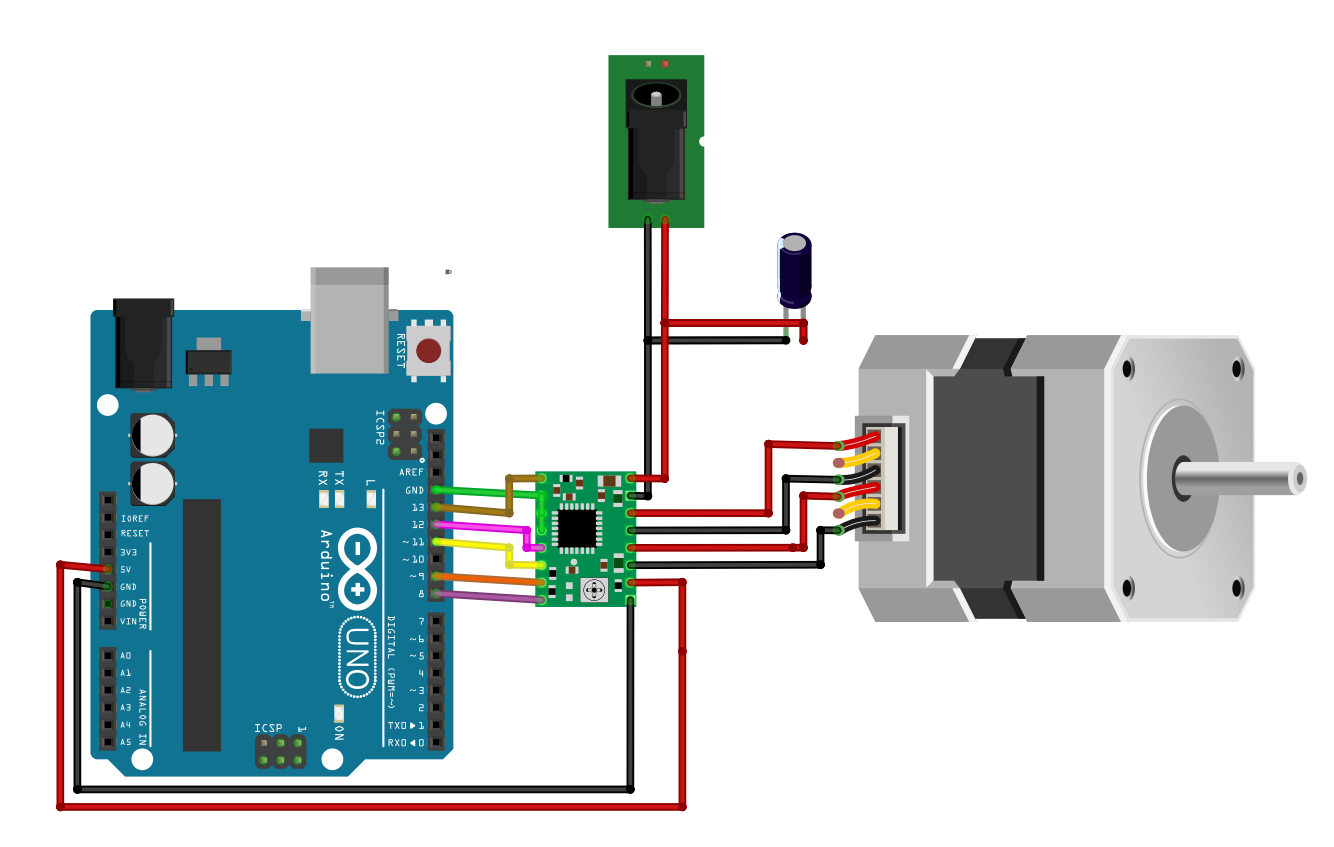 RESET
ICSP2
AREF
GND
13
12
~11
~10
~9
8
L
TX
RX
IOREF
RESET
3V3
5V
GND
GND
VIN
POWER
Arduino™
UNO
DIGITAL (PWM=~)
7
~6
~5
4
~3
2
TX0▶1
RX0◀0
A0
A1
A2
A3
A4
A5
ANALOG IN
ICSP
1
ON